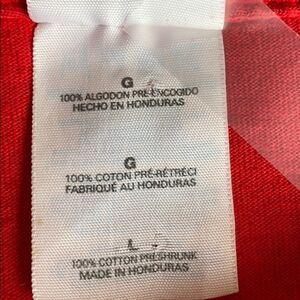 G
100% ALGODON PRE-ENCOGIDO
HECHO EN HONDURAS
G
100% COTON PRÉ-RÉTRÉCI
FABRIQUÉ AU HONDURAS
L
100% COTTON PRESHRUNK
MADE IN HONDURAS